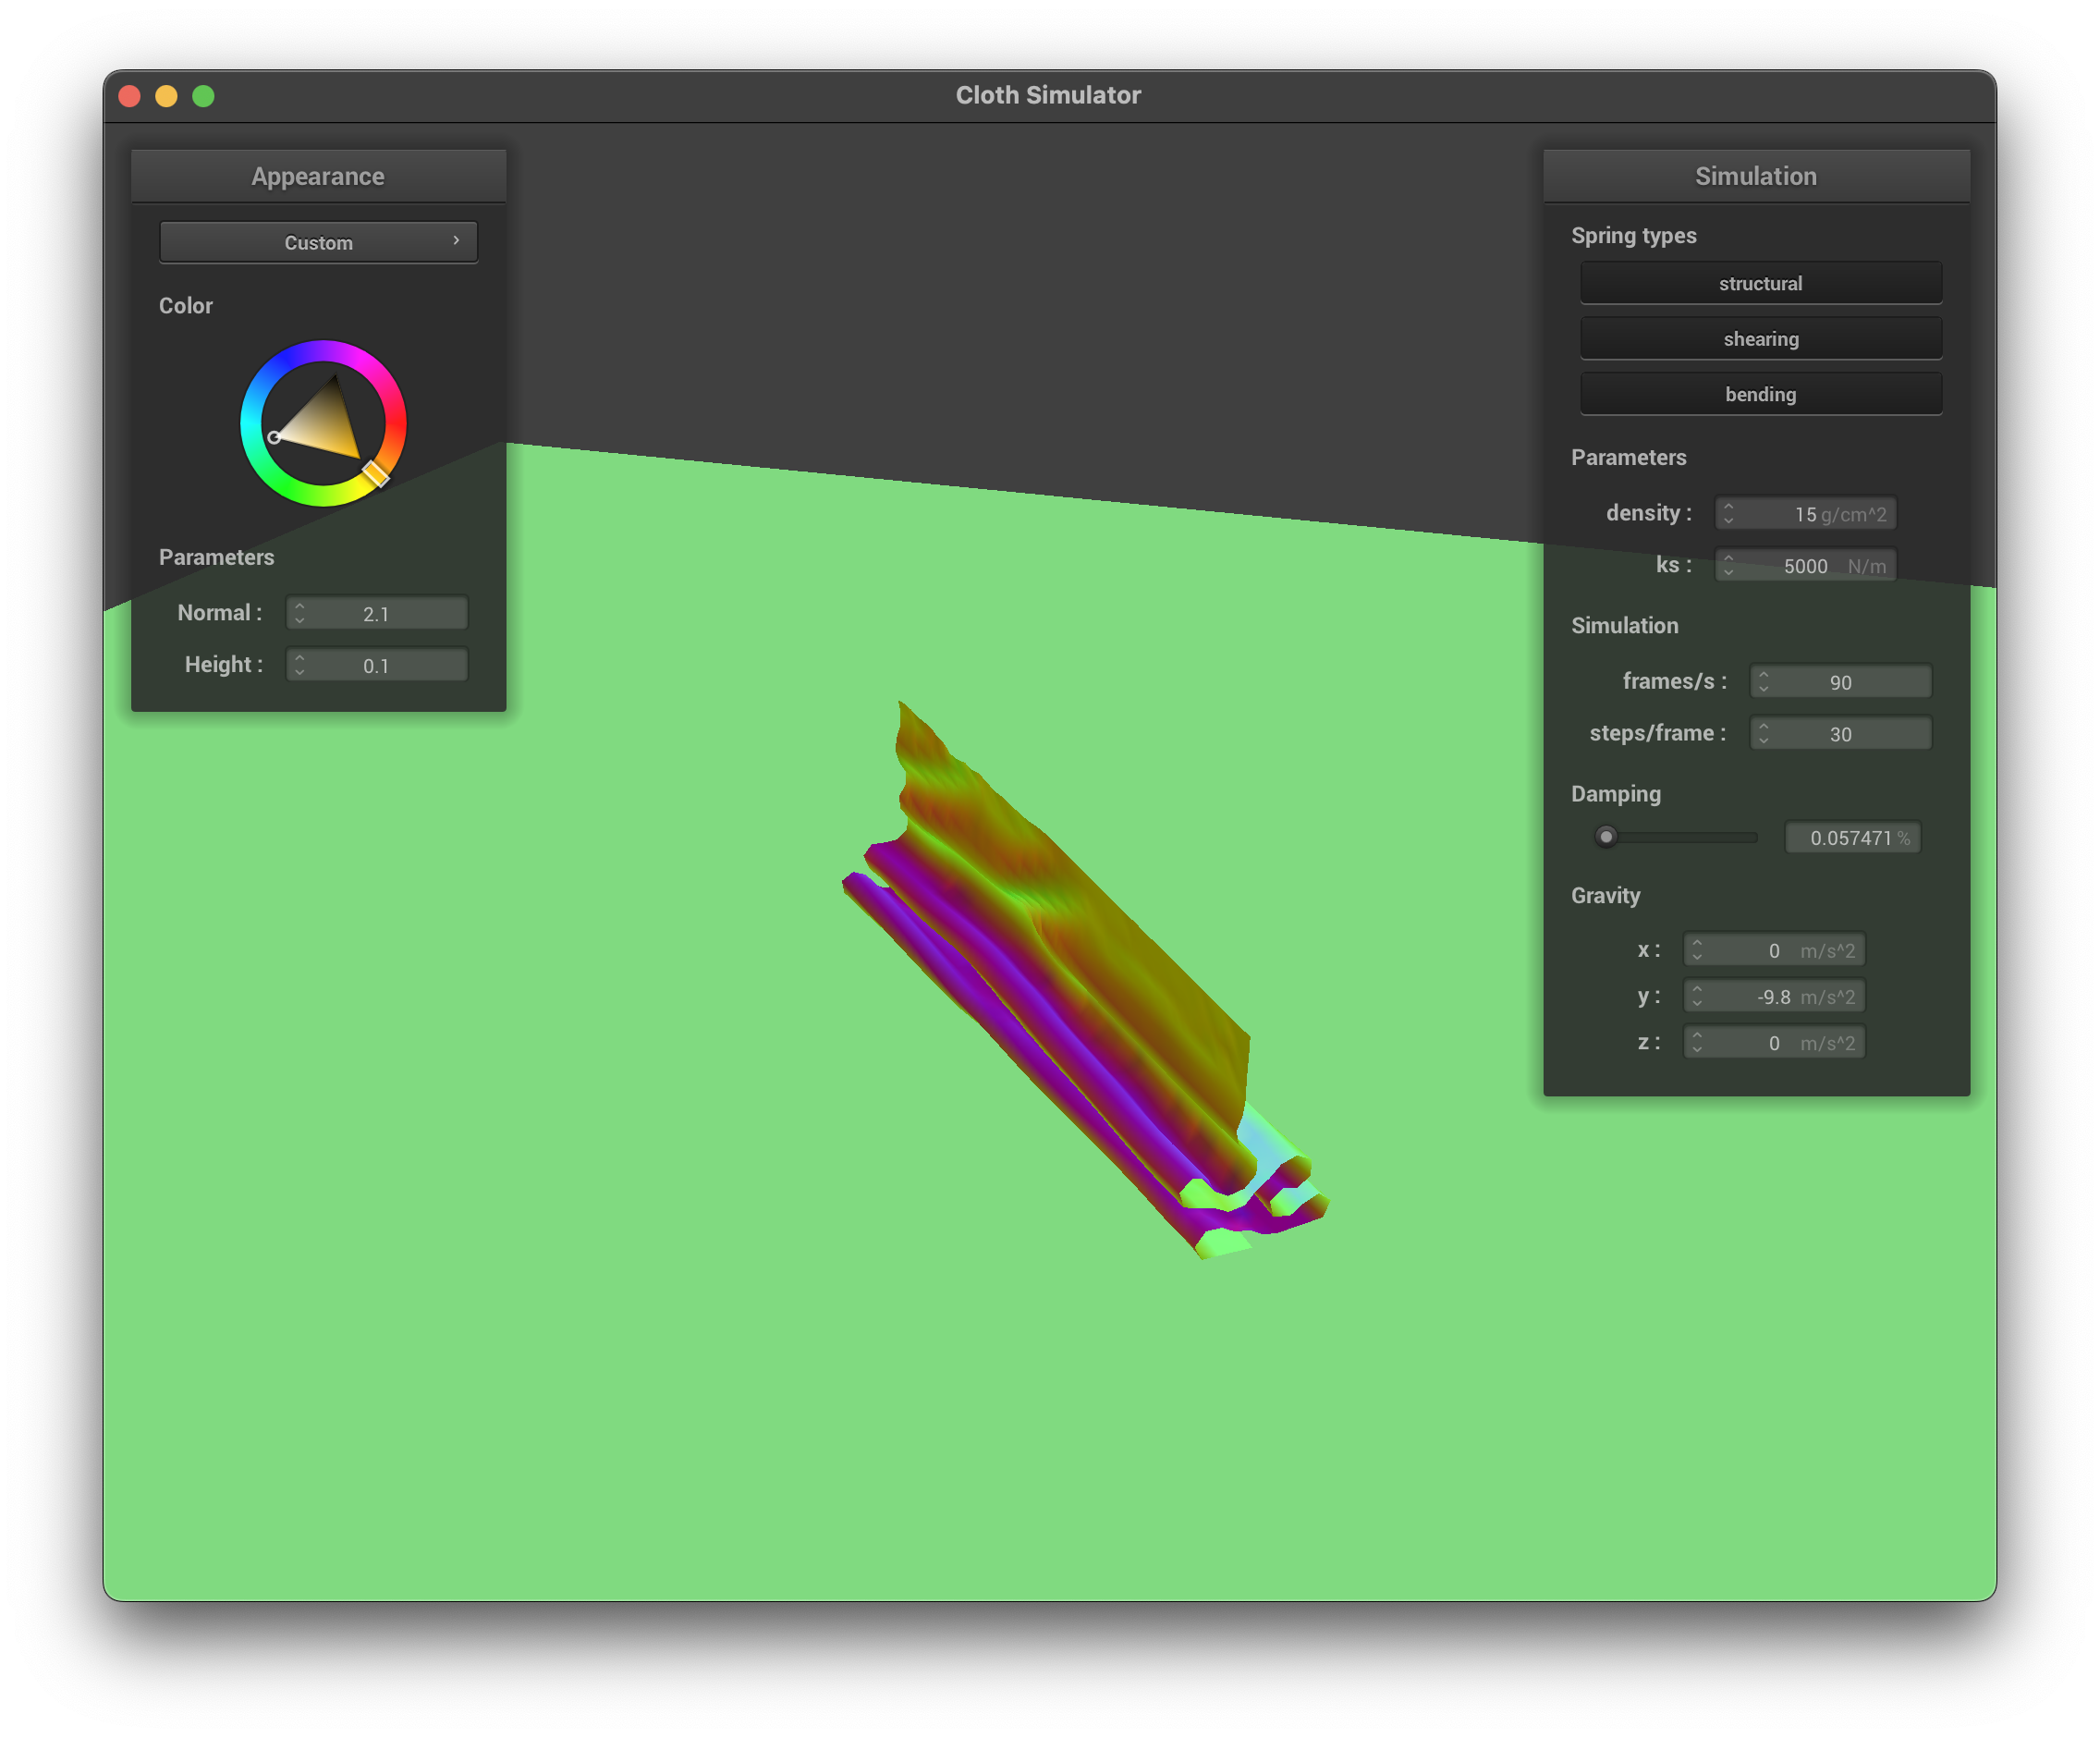 Cloth Simulator
Appearance
Custom
Color
Parameters
Normal : 2.1
Height : 0.1
Simulation
Spring types
structural
shearing
bending
Parameters
density : 15 g/cm^2
ks : 5000 N/m
Simulation
frames/s : 90
steps/frame : 30
Damping
0.057471 %
Gravity
x : 0 m/s^2
y : -9.8 m/s^2
z : 0 m/s^2